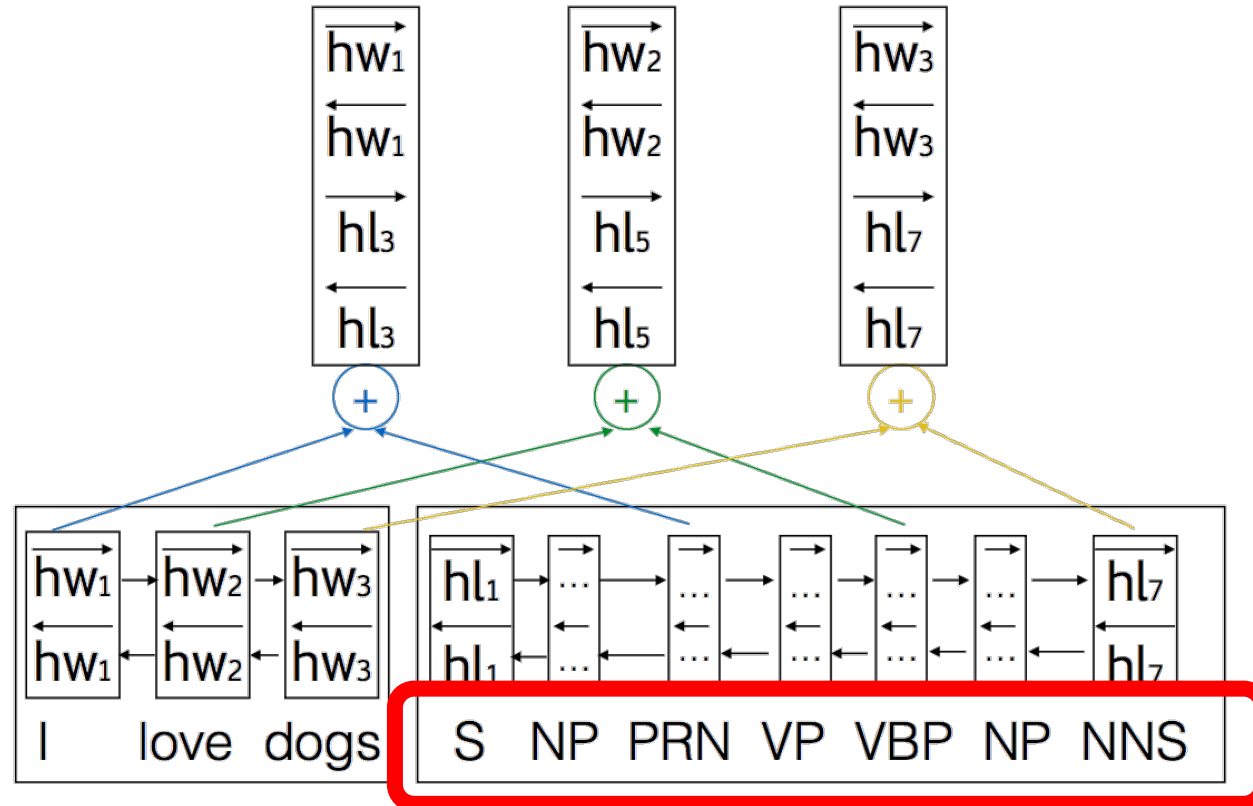 hw1 hw2 hw3
hw1 hw2 hw3
hl3 hl5 hl7
hl3 hl5 hl7
+ + +
hw1 hw2 hw3 hl1 ... ... ... ... ... hl7
hw1 hw2 hw3 hl1 ... ... ... ... ... hl7
I love dogs S NP PRN VP VBP NP NNS